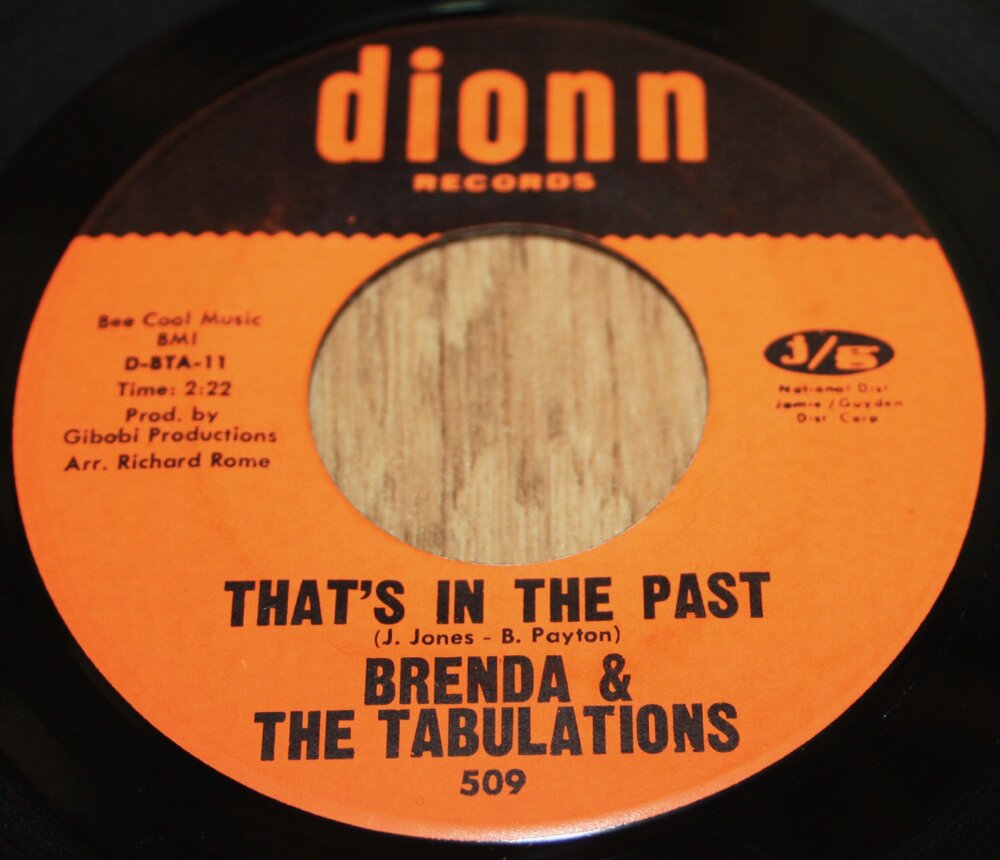 dionn
RECORDS
Bee Cool Music
BMI
D-BTA-11
Time: 2:22
Prod. by
Gibobi Productions
Arr. Richard Rome
J/G
National Dist
Jamie/Guyden
Dist Corp
THAT'S IN THE PAST
(J. Jones - B. Payton)
BRENDA &
THE TABULATIONS
509